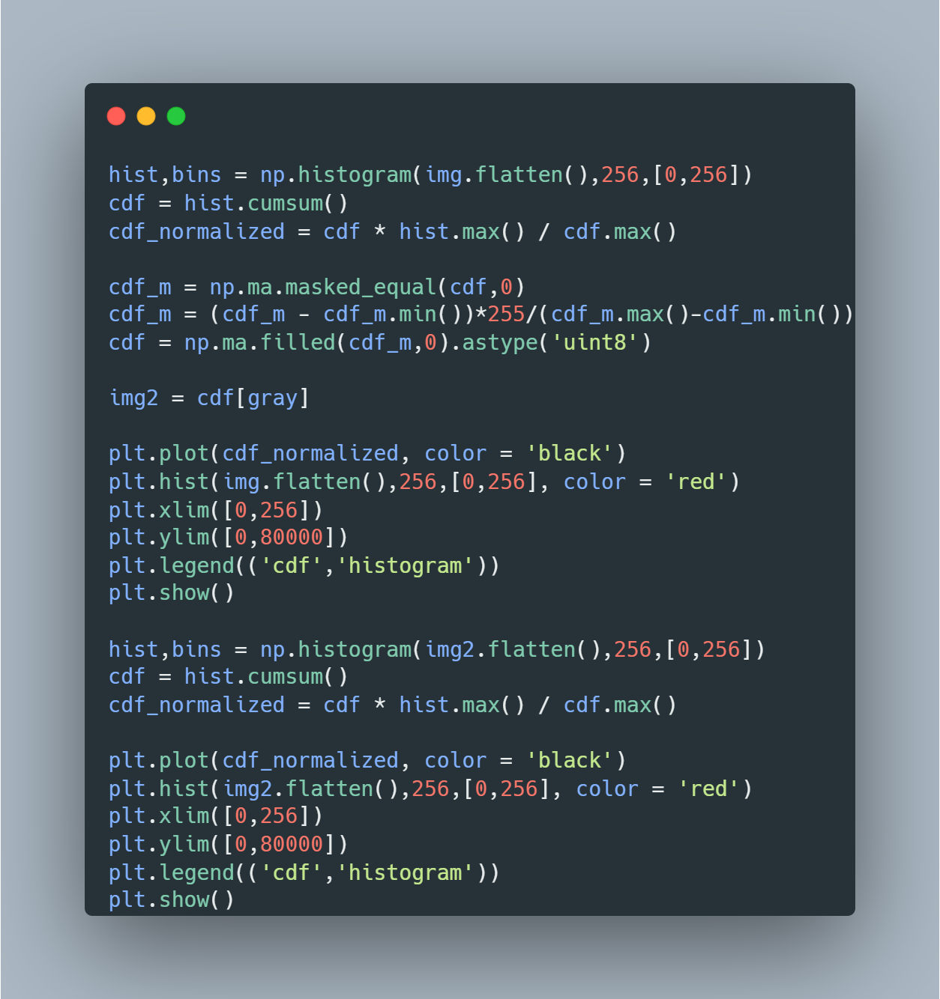 hist,bins = np.histogram(img.flatten(),256,[0,256])
cdf = hist.cumsum()
cdf_normalized = cdf * hist.max() / cdf.max()
cdf_m = np.ma.masked_equal(cdf,0)
cdf_m = (cdf_m - cdf_m.min())*255/(cdf_m.max()-cdf_m.min())
cdf = np.ma.filled(cdf_m,0).astype('uint8')
img2 = cdf[gray]
plt.plot(cdf_normalized, color = 'black')
plt.hist(img.flatten(),256,[0,256], color = 'red')
plt.xlim([0,256])
plt.ylim([0,80000])
plt.legend(('cdf','histogram'))
plt.show()
hist,bins = np.histogram(img2.flatten(),256,[0,256])
cdf = hist.cumsum()
cdf_normalized = cdf * hist.max() / cdf.max()
plt.plot(cdf_normalized, color = 'black')
plt.hist(img2.flatten(),256,[0,256], color = 'red')
plt.xlim([0,256])
plt.ylim([0,80000])
plt.legend(('cdf','histogram'))
plt.show()